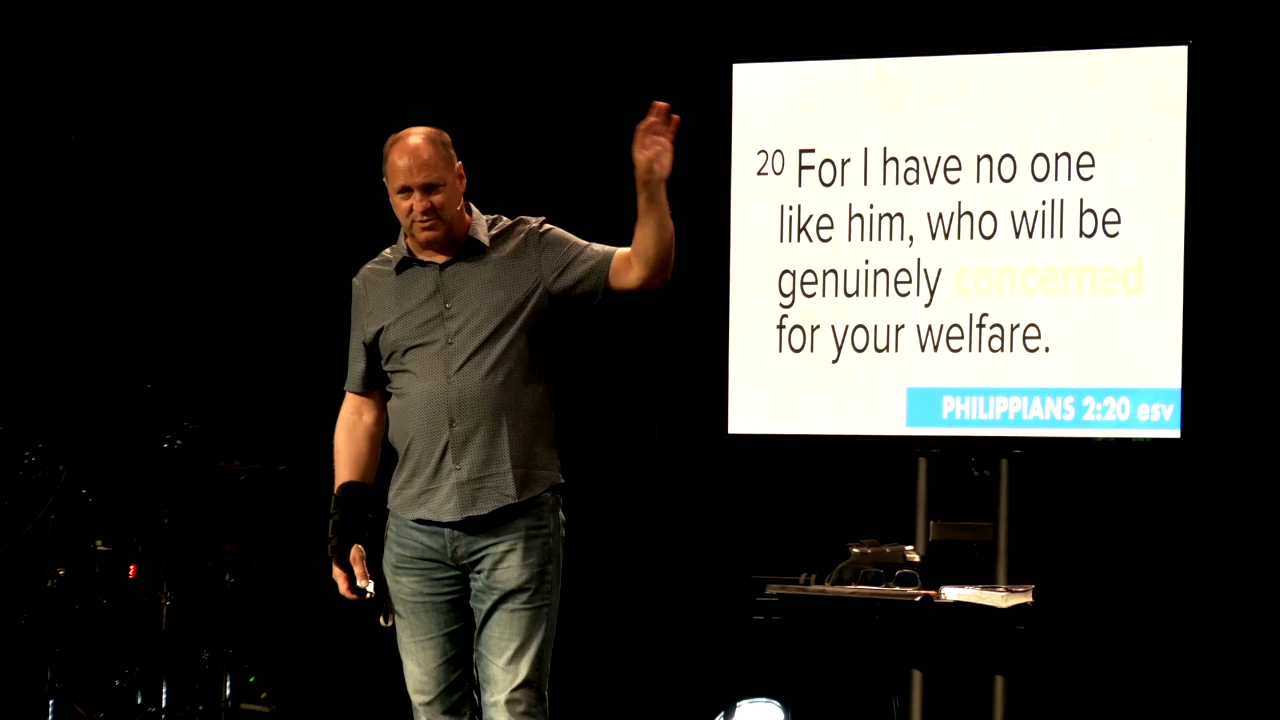 20 For I have no one
like him, who will be
genuinely concerned
for your welfare.
PHILIPPIANS 2:20 esv